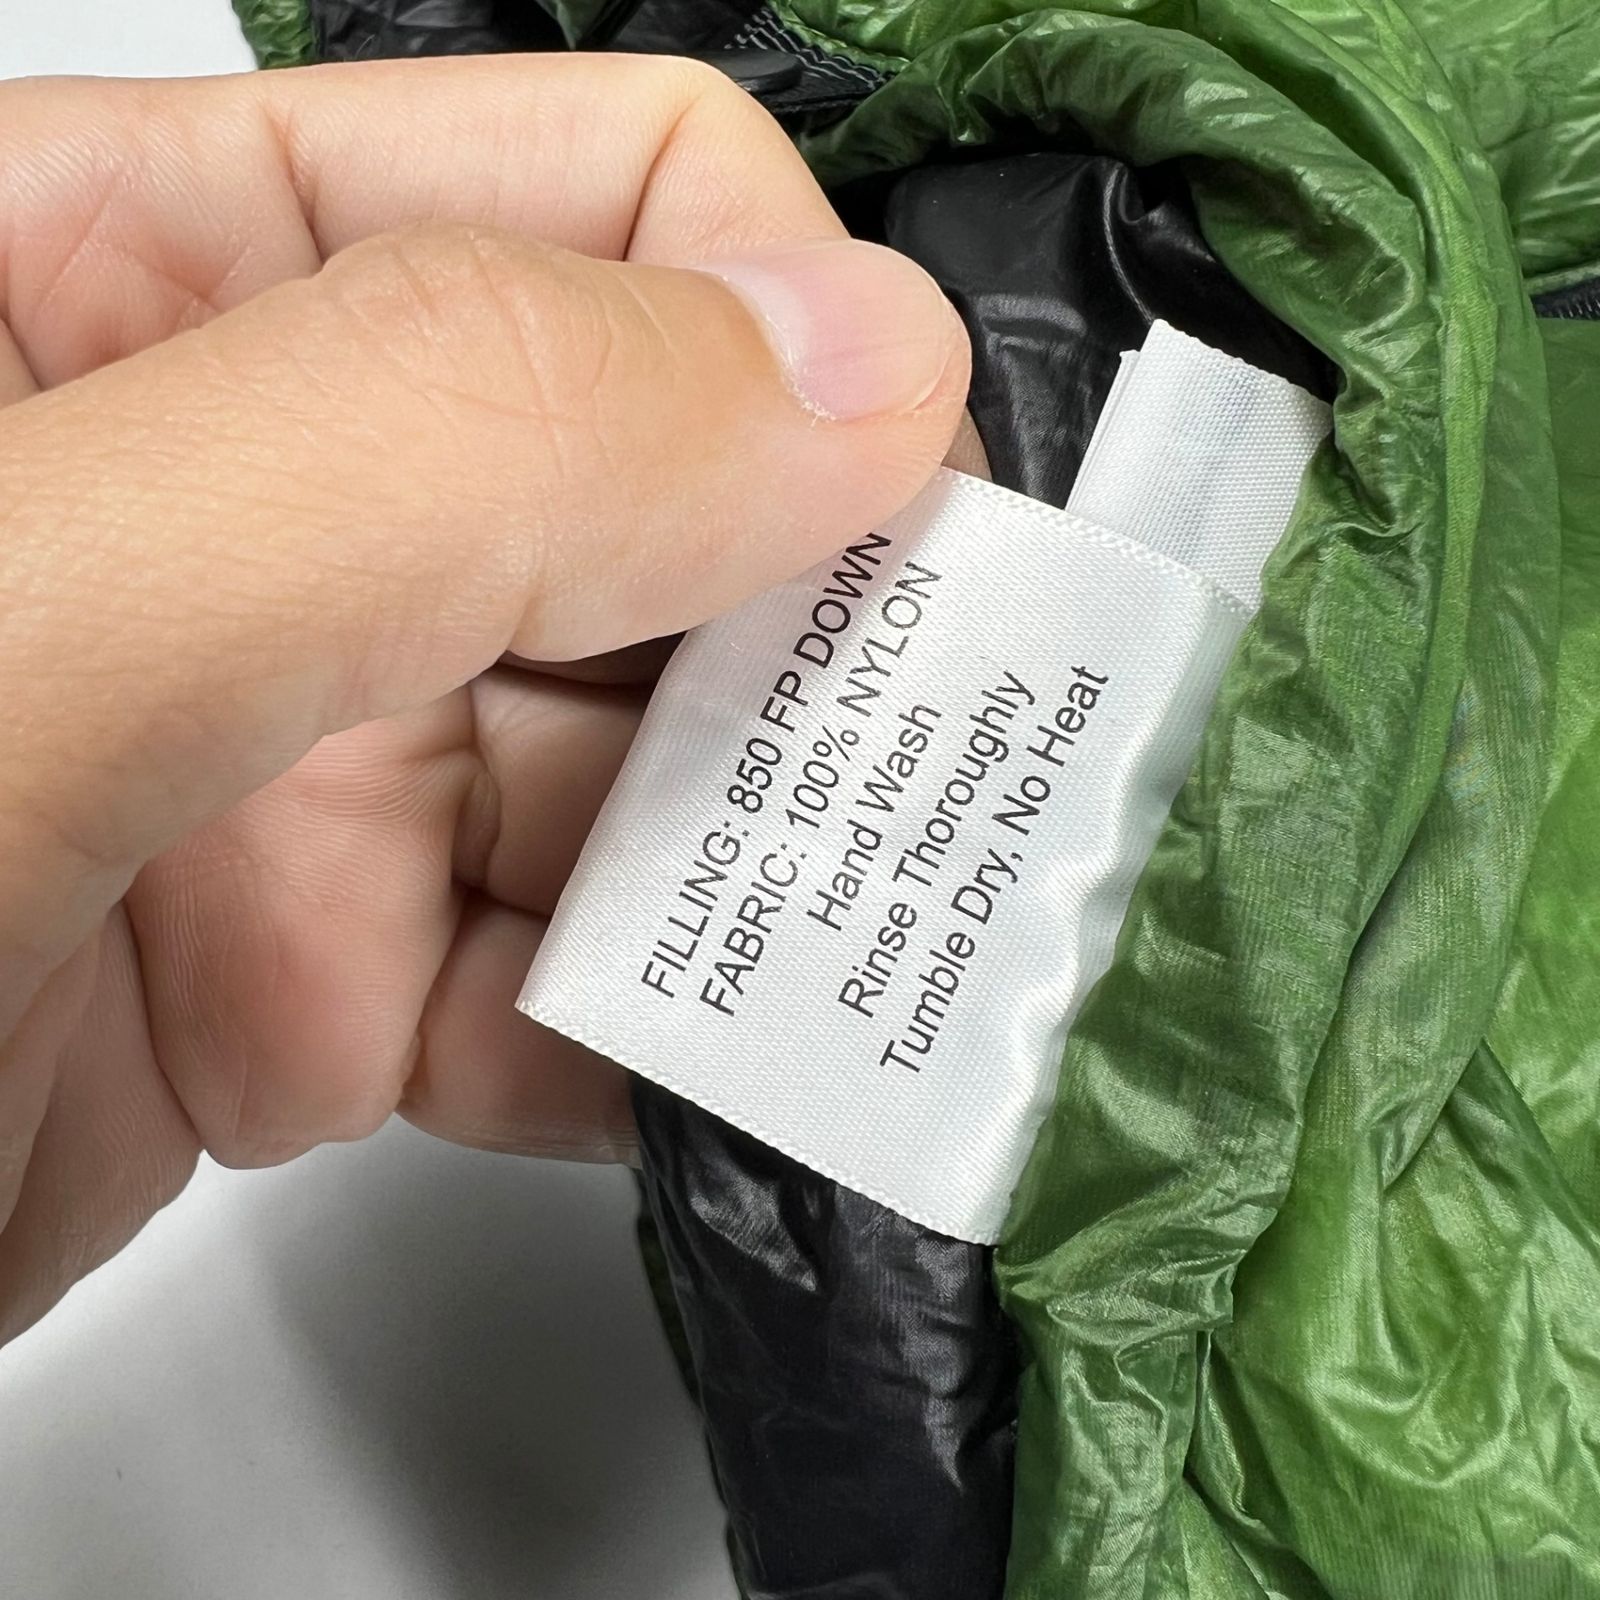 FILLING: 850 FP DOWN
FABRIC: 100% NYLON
Hand Wash
Rinse Thoroughly
Tumble Dry, No Heat